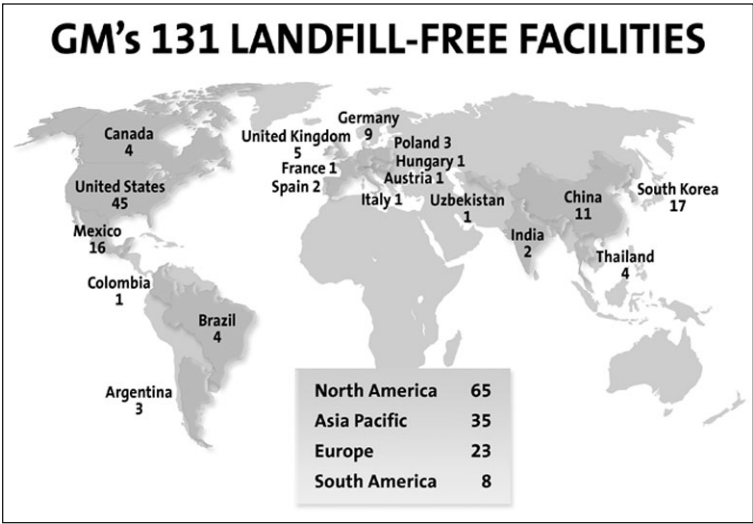 GM's 131 LANDFILL-FREE FACILITIES
Canada
4
United States
45
Mexico
16
Colombia
1
Brazil
4
Argentina
3
Germany
9
United Kingdom
5
France 1
Spain 2
Poland 3
Hungary 1
Austria 1
Italy 1
Uzbekistan
1
India
2
China
11
South Korea
17
Thailand
4
North America 65
Asia Pacific 35
Europe 23
South America 8